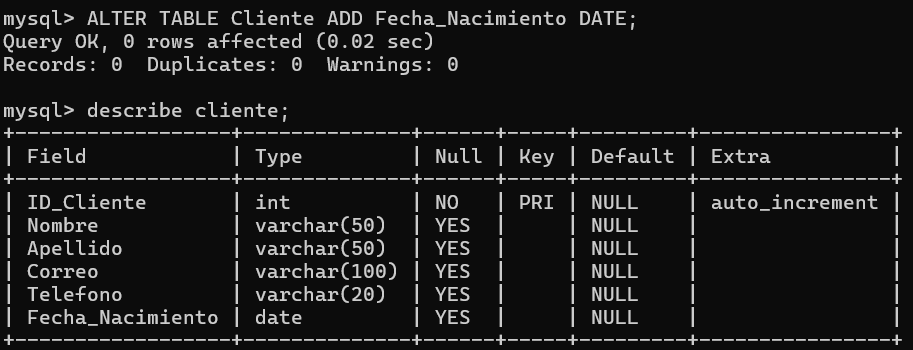 mysql> ALTER TABLE Cliente ADD Fecha_Nacimiento DATE;
Query OK, 0 rows affected (0.02 sec)
Records: 0  Duplicates: 0  Warnings: 0

mysql> describe cliente;
+------------------+--------------+------+-----+---------+----------------+
| Field            | Type         | Null | Key | Default | Extra          |
+------------------+--------------+------+-----+---------+----------------+
| ID_Cliente       | int          | NO   | PRI | NULL    | auto_increment |
| Nombre           | varchar(50)  | YES  |     | NULL    |                |
| Apellido         | varchar(50)  | YES  |     | NULL    |                |
| Correo           | varchar(100) | YES  |     | NULL    |                |
| Telefono         | varchar(20)  | YES  |     | NULL    |                |
| Fecha_Nacimiento | date         | YES  |     | NULL    |                |
+------------------+--------------+------+-----+---------+----------------+